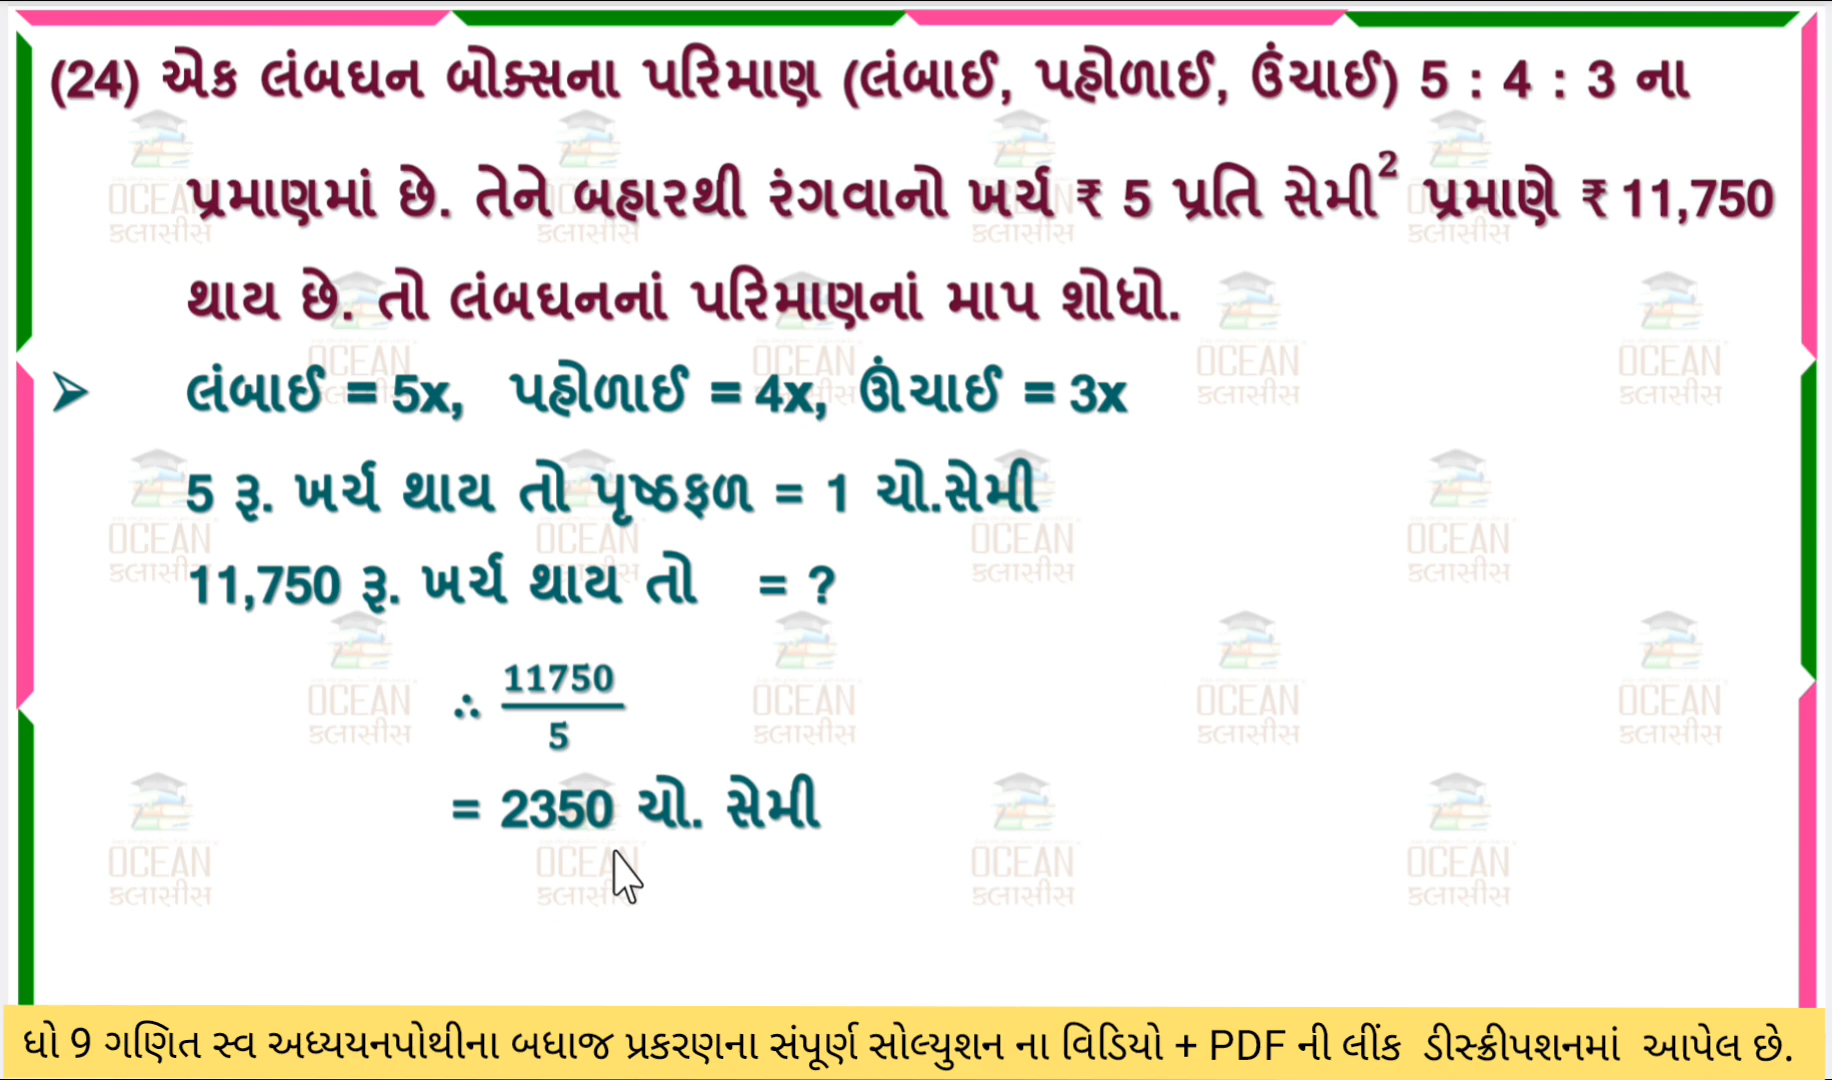 (24) એક લંબઘન બોક્સના પરિમાણ (લંબાઈ, પહોળાઈ, ઉંચાઈ) 5 : 4 : 3 ના
પ્રમાણમાં છે. તેને બહારથી રંગવાનો ખર્ચ ₹ 5 પ્રતિ સેમી² પ્રમાણે ₹ 11,750
થાય છે. તો લંબઘનનાં પરિમાણનાં માપ શોધો.
➢ લંબાઈ = 5x, પહોળાઈ = 4x, ઊંચાઈ = 3x
5 રૂ. ખર્ચ થાય તો પૃષ્ઠફળ = 1 ચો.સેમી
11,750 રૂ. ખર્ચ થાય તો = ?
∴ 11750/5
= 2350 ચો. સેમી
ધો 9 ગણિત સ્વ અધ્યયનપોથીના બધાજ પ્રકરણના સંપૂર્ણ સોલ્યુશન ના વિડિયો + PDF ની લીંક ડીસ્ક્રીપશનમાં આપેલ છે.
OCEAN
ક્લાસીસ